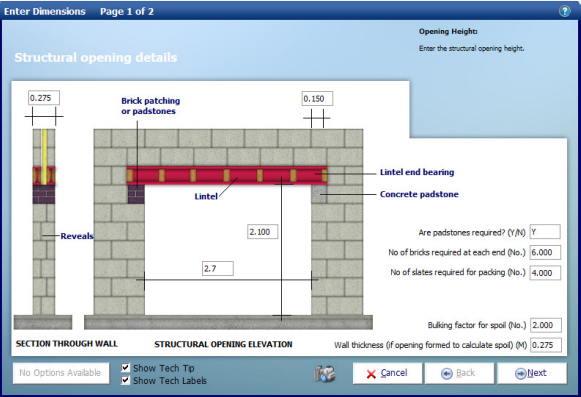 Enter Dimensions Page 1 of 2
?
Opening Height:
Enter the structural opening height.
Structural opening details
0.275
Brick patching
or padstones
0.150
Lintel end bearing
Lintel
Concrete padstone
Reveals
2.100
2.7
Are padstones required? (Y/N) Y
No of bricks required at each end (No.) 6.000
No of slates required for packing (No.) 4.000
Bulking factor for spoil (No.) 2.000
SECTION THROUGH WALL STRUCTURAL OPENING ELEVATION
Wall thickness (if opening formed to calculate spoil) (M) 0.275
No Options Available
Show Tech Tip
Show Tech Labels
Cancel
Back
Next